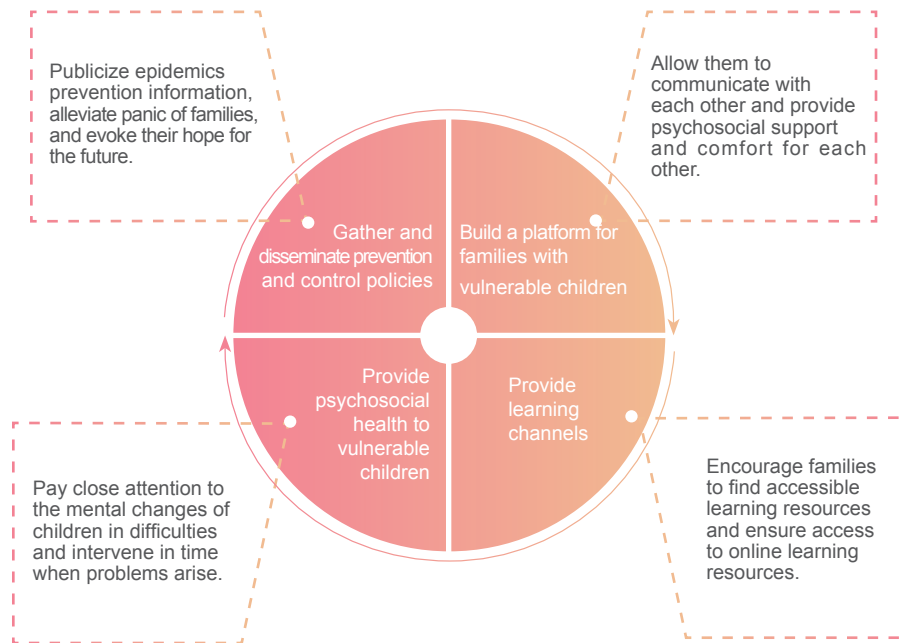 Publicize epidemics
prevention information,
alleviate panic of families,
and evoke their hope for
the future.
Allow them to
communicate with
each other and provide
psychosocial support
and comfort for each
other.
Gather and
disseminate prevention
and control policies
Build a platform for
families with
vulnerable children
Provide
psychosocial
health to
vulnerable
children
Provide
learning
channels
Pay close attention to
the mental changes of
children in difficulties
and intervene in time
when problems arise.
Encourage families
to find accessible
learning resources
and ensure access
to online learning
resources.